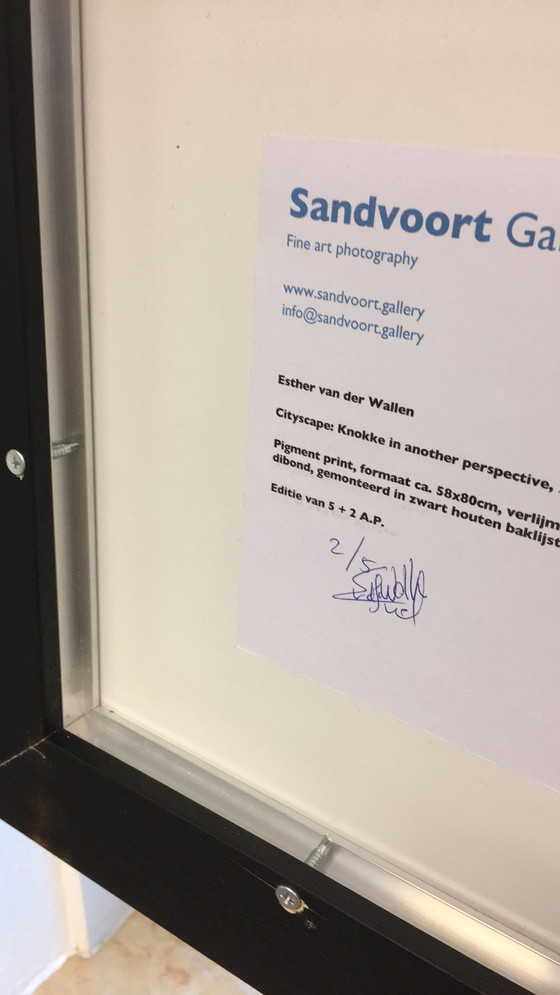 Sandvoort
Fine art photography
www.sandvoort.gallery
info@sandvoort.gallery
Esther van der Wallen
Cityscape: Knokke in another perspective,
Pigment print, formaat ca. 58x80cm,
dibond, gemonteerd in zwart houten
Editie van 5 + 2 A.P.
2/5